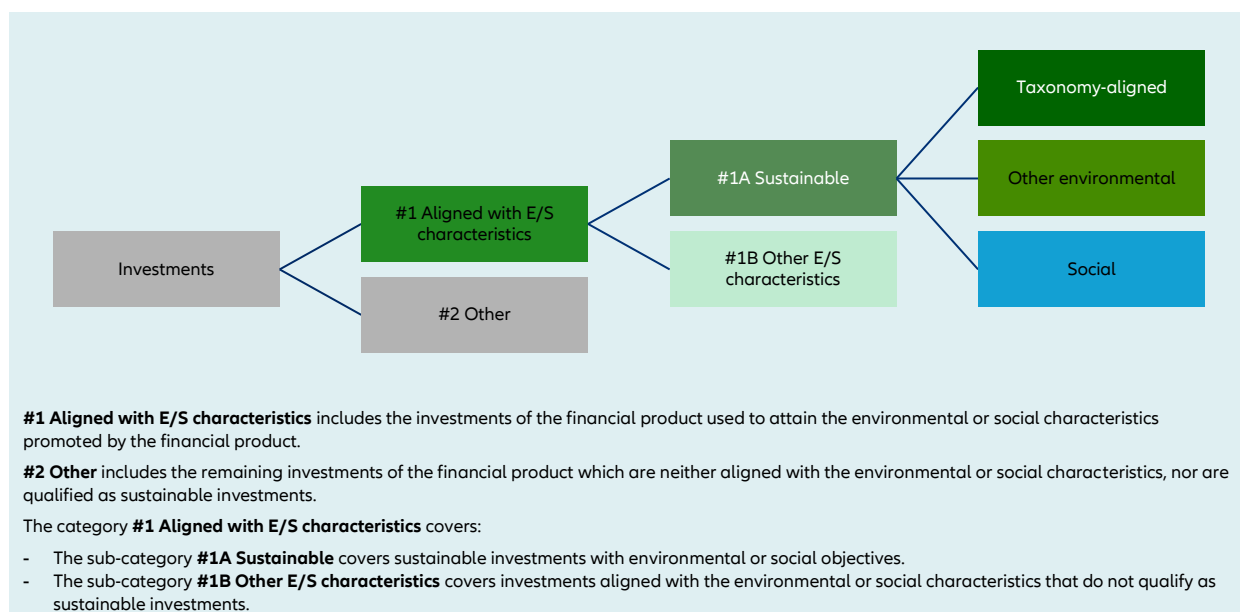 Taxonomy-aligned
#1A Sustainable
Other environmental
#1 Aligned with E/S
characteristics
Investments
#1B Other E/S
characteristics
Social
#2 Other
#1 Aligned with E/S characteristics includes the investments of the financial product used to attain the environmental or social characteristics
promoted by the financial product.
#2 Other includes the remaining investments of the financial product which are neither aligned with the environmental or social characteristics, nor are
qualified as sustainable investments.
The category #1 Aligned with E/S characteristics covers:
- The sub-category #1A Sustainable covers sustainable investments with environmental or social objectives.
- The sub-category #1B Other E/S characteristics covers investments aligned with the environmental or social characteristics that do not qualify as
sustainable investments.